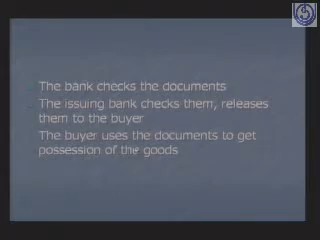 The bank checks the documents
The issuing bank checks them, releases
them to the buyer
The buyer uses the documents to get
possession of the goods